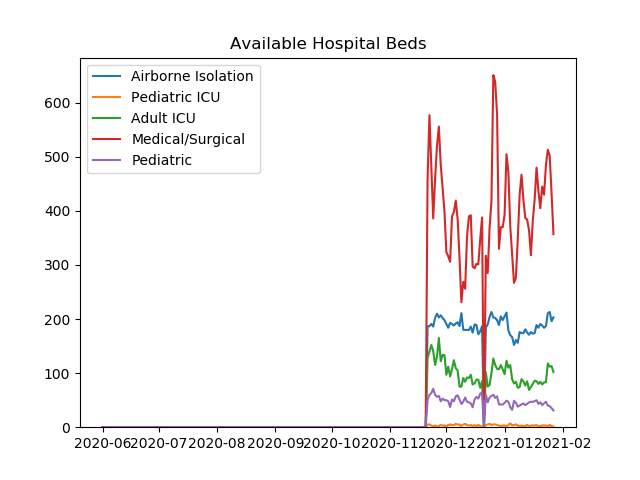 Available Hospital Beds
Airborne Isolation
Pediatric ICU
Adult ICU
Medical/Surgical
Pediatric
600
500
400
300
200
100
0
2020-06 2020-07 2020-08 2020-09 2020-10 2020-11 2020-12 2021-01 2021-02